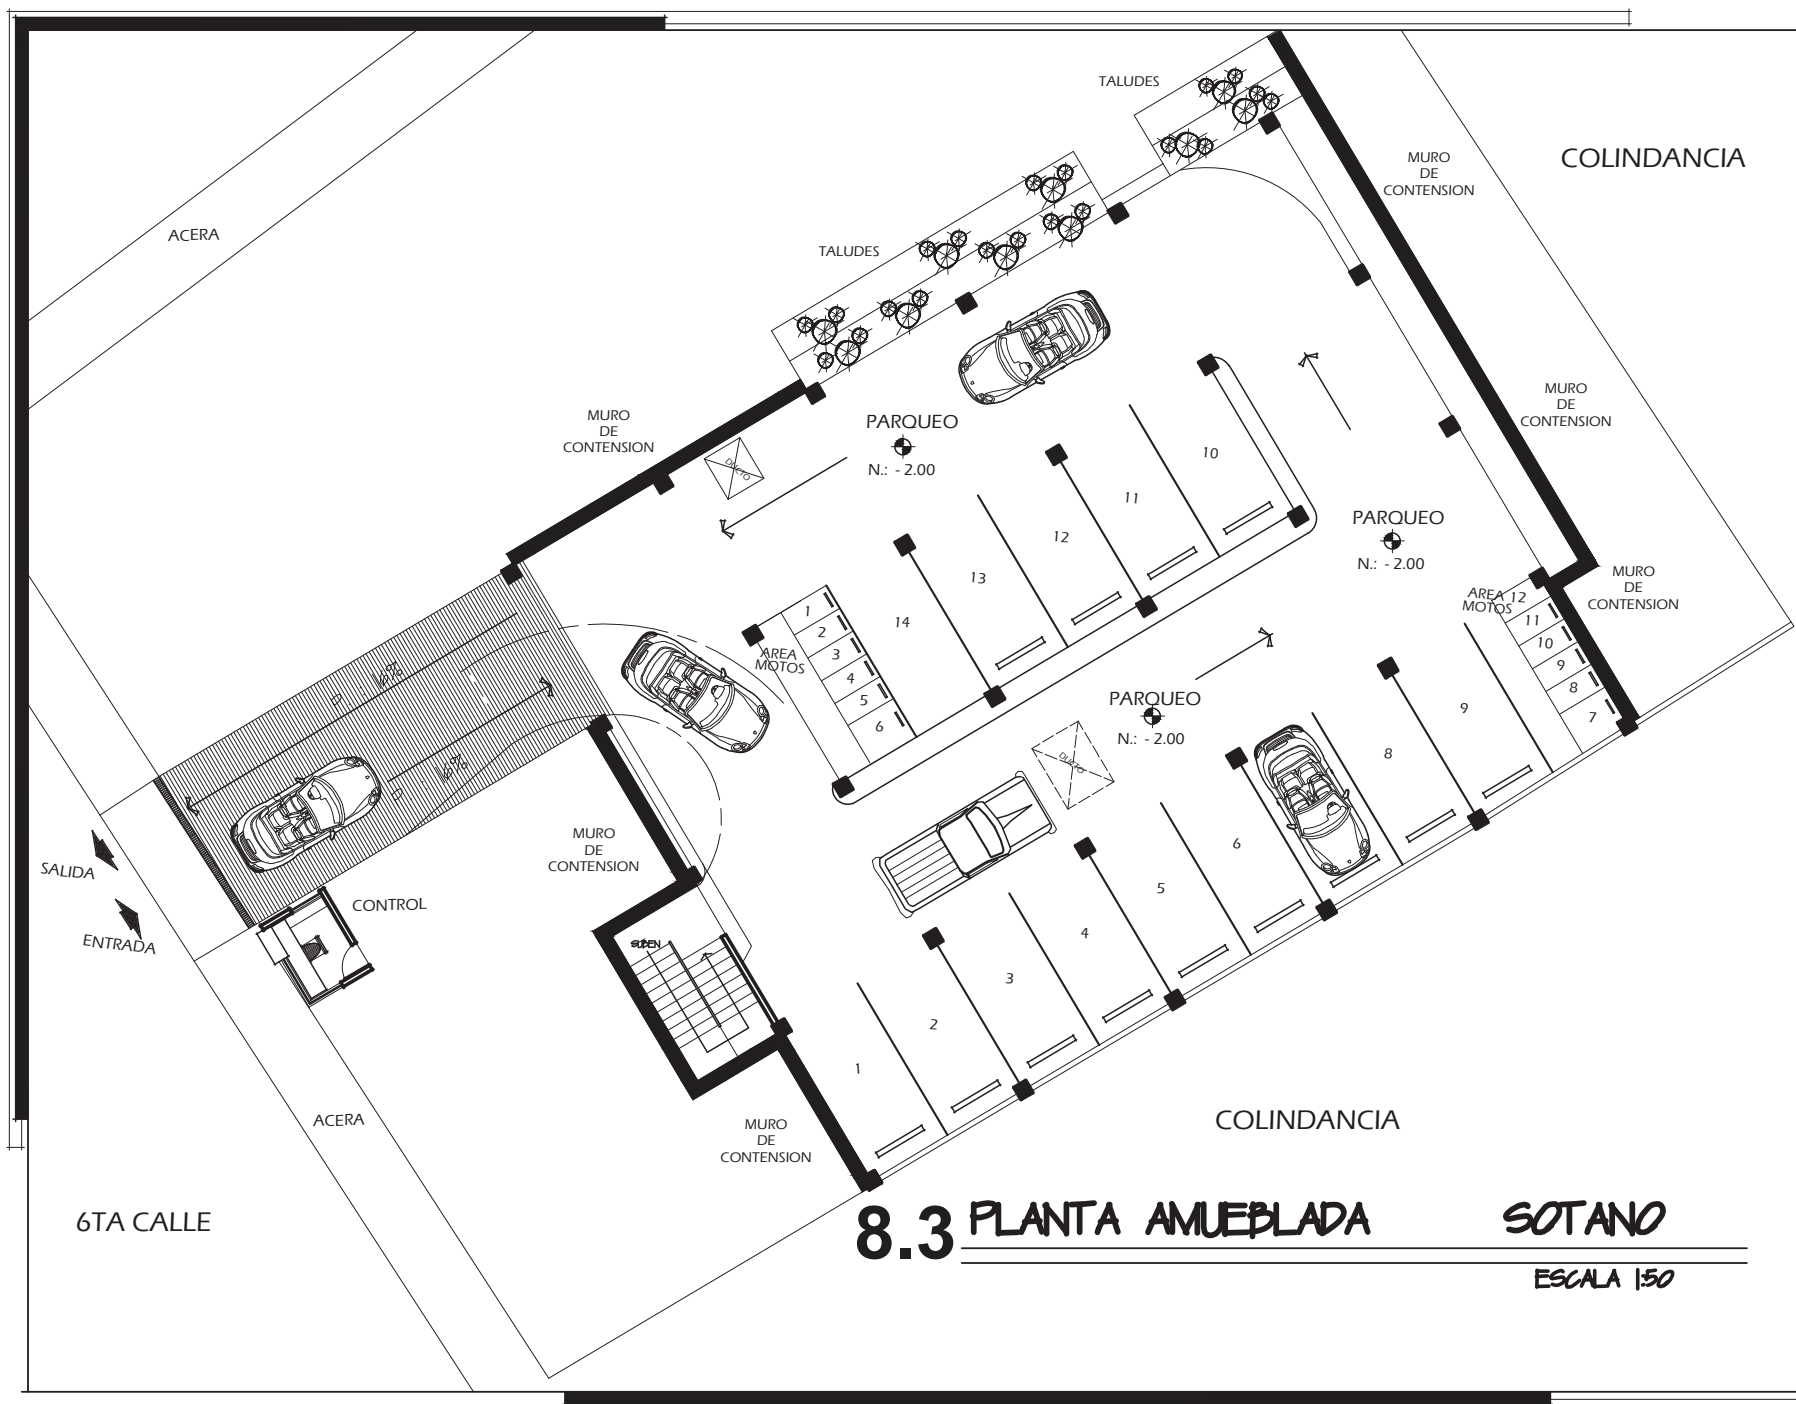 TALUDES
COLINDANCIA
MURO
DE
CONTENSION
ACERA
TALUDES
MURO
DE
CONTENSION
PARQUEO
N.: - 2.00
DUCTO
MURO
DE
CONTENSION
10
11
12
13
14
PARQUEO
N.: - 2.00
MURO
DE
CONTENSION
AREA
MOTOS
12
11
10
9
8
7
AREA
MOTOS
1
2
3
4
5
6
PARQUEO
N.: - 2.00
DUCTO
P 16%
P 16%
9
8
6
5
4
3
2
1
MURO
DE
CONTENSION
SALIDA
ENTRADA
CONTROL
SUBEN
ACERA
MURO
DE
CONTENSION
COLINDANCIA
6TA CALLE
8.3 PLANTA AMUEBLADA SOTANO
ESCALA 1:50